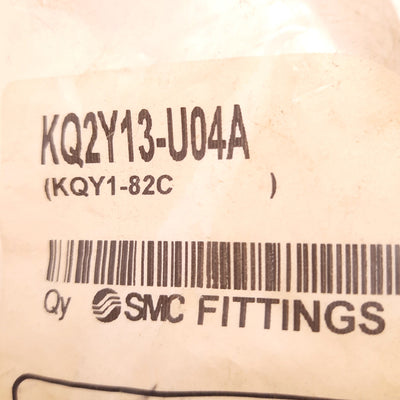 KQ2Y13-U04A
(KQY1-82C )
Qy SMC FITTINGS